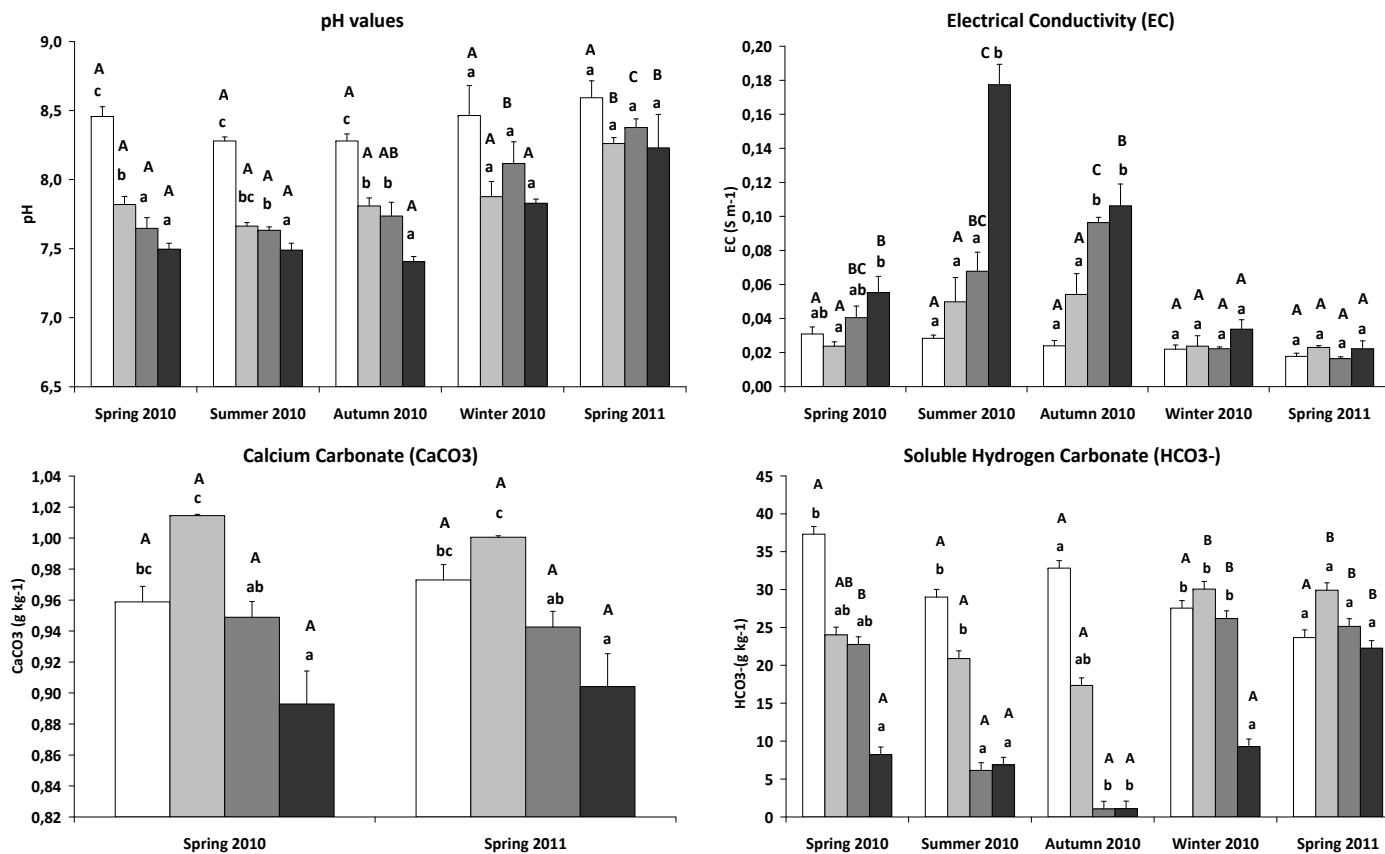 pH values
9,0
8,5
8,0
7,5
7,0
6,5
pH
A
c
A
b
A
a
A
a
A
c
A
bc
A
b
A
a
A
c
A
b
AB
b
A
a
A
a
A
a
B
a
A
a
A
a
B
a
C
a
B
a
Spring 2010 Summer 2010 Autumn 2010 Winter 2010 Spring 2011
Electrical Conductivity (EC)
0,20
0,18
0,16
0,14
0,12
0,10
0,08
0,06
0,04
0,02
0,00
EC (S m-1)
A
ab
A
a
BC
ab
B
b
A
a
A
a
BC
a
C b
A
a
A
a
C
b
B
b
A
a
A
a
A
a
A
a
A
a
A
a
A
a
A
a
Spring 2010 Summer 2010 Autumn 2010 Winter 2010 Spring 2011
Calcium Carbonate (CaCO3)
1,04
1,02
1,00
0,98
0,96
0,94
0,92
0,90
0,88
0,86
0,84
0,82
CaCO3 (g kg-1)
A
bc
A
c
A
ab
A
a
A
bc
A
c
A
ab
A
a
Spring 2010 Spring 2011
Soluble Hydrogen Carbonate (HCO3-)
45
40
35
30
25
20
15
10
5
0
HCO3-(g kg-1)
A
b
AB
ab
B
ab
A
a
A
b
A
b
A
a
A
a
A
a
A
ab
A
b
A
b
A
b
B
b
B
b
A
a
A
a
B
a
B
a
B
a
Spring 2010 Summer 2010 Autumn 2010 Winter 2010 Spring 2011